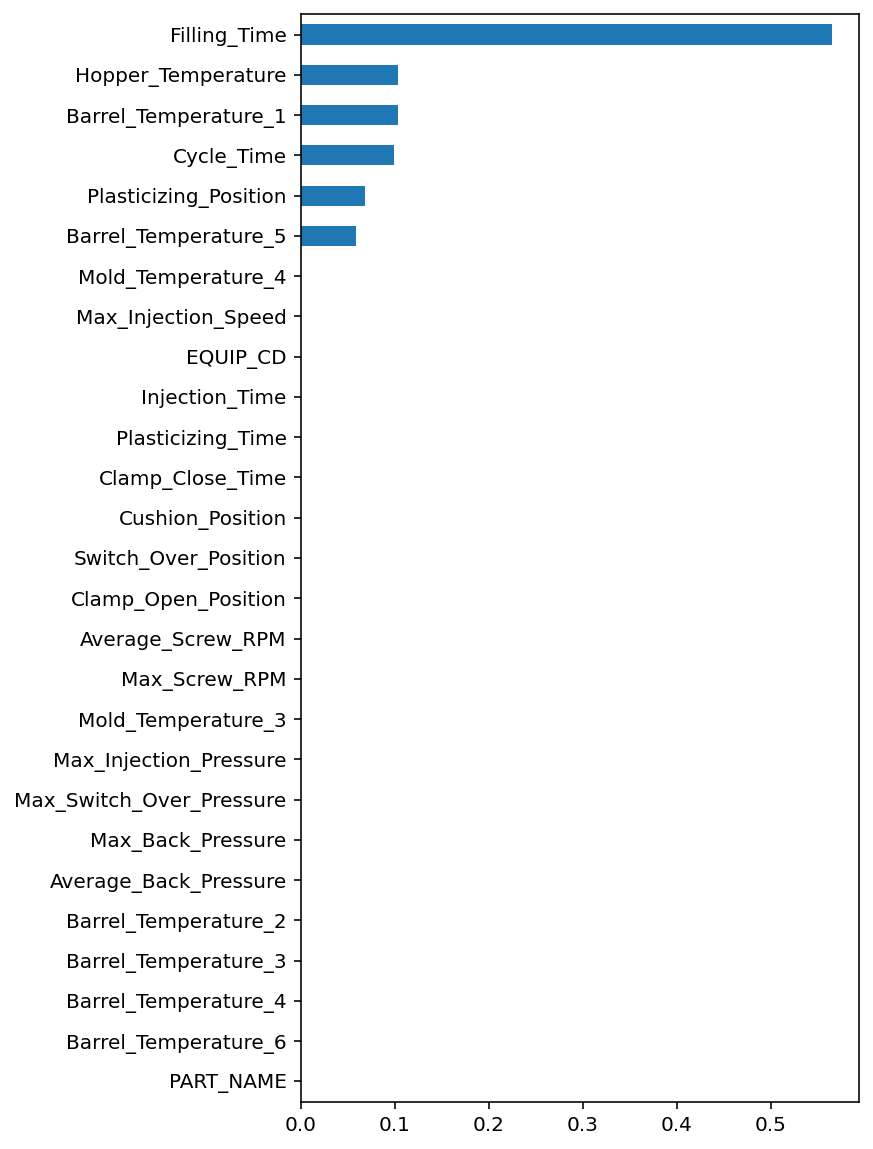 Filling_Time
Hopper_Temperature
Barrel_Temperature_1
Cycle_Time
Plasticizing_Position
Barrel_Temperature_5
Mold_Temperature_4
Max_Injection_Speed
EQUIP_CD
Injection_Time
Plasticizing_Time
Clamp_Close_Time
Cushion_Position
Switch_Over_Position
Clamp_Open_Position
Average_Screw_RPM
Max_Screw_RPM
Mold_Temperature_3
Max_Injection_Pressure
Max_Switch_Over_Pressure
Max_Back_Pressure
Average_Back_Pressure
Barrel_Temperature_2
Barrel_Temperature_3
Barrel_Temperature_4
Barrel_Temperature_6
PART_NAME
0.0 0.1 0.2 0.3 0.4 0.5